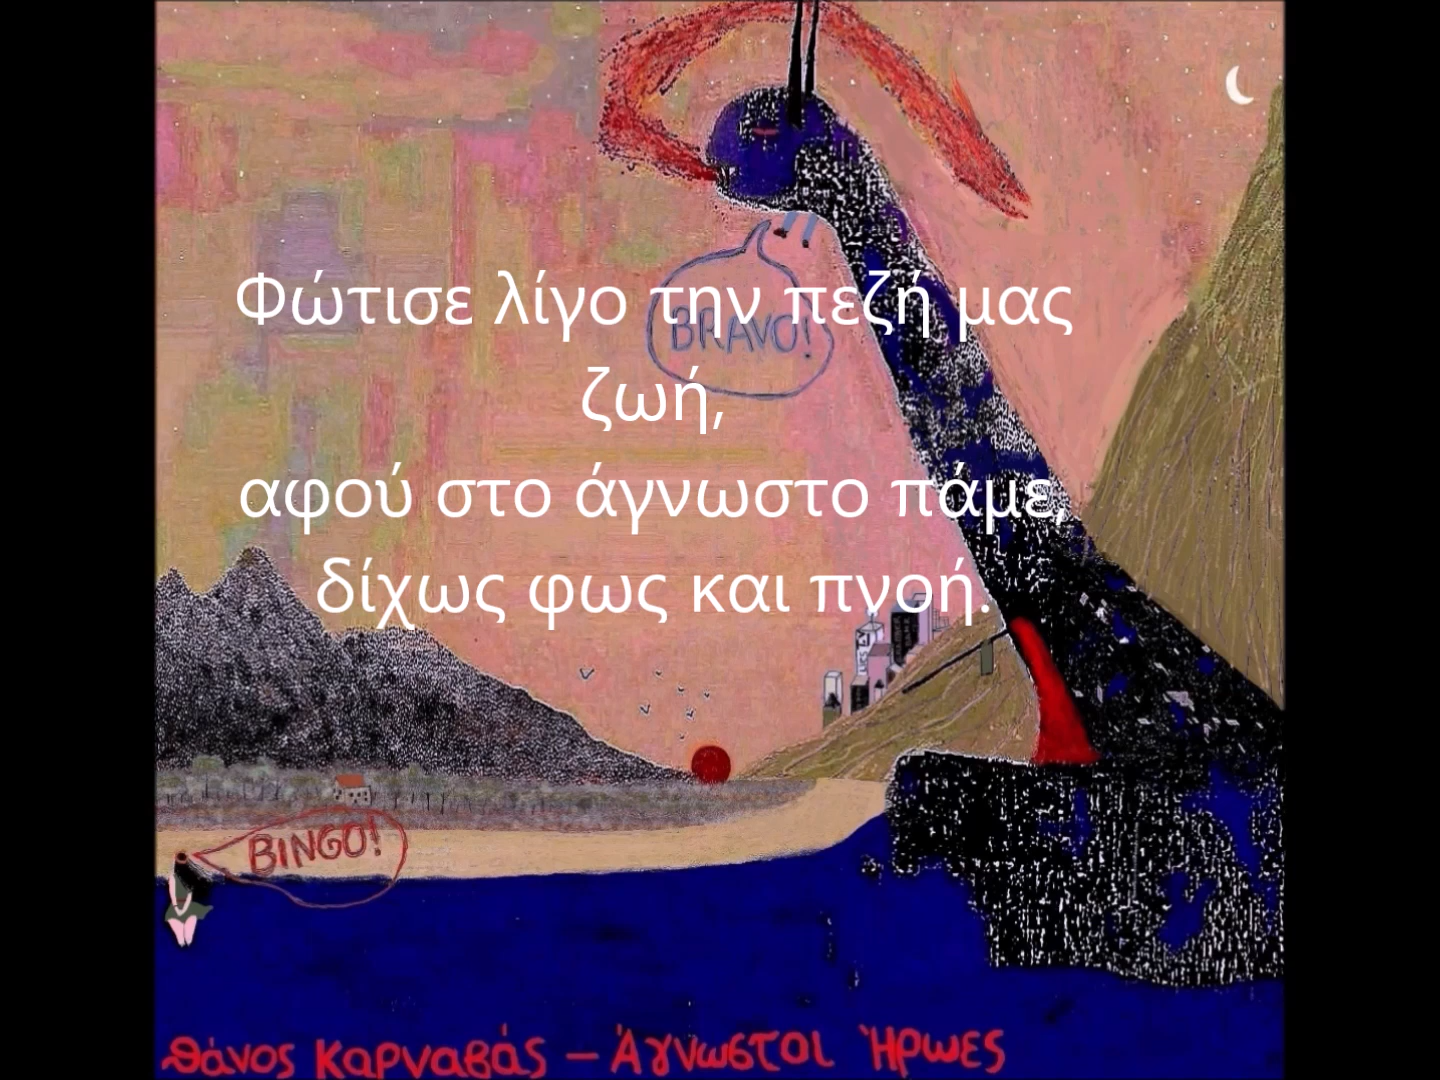 Φώτισε λίγο την πεζή μας
ζωή,
αφού στο άγνωστο πάμε,
δίχως φως και πνοή.
BRAVO!
BINGO!
Θάνος Καρναβάς – Άγνωστοι Ήρωες